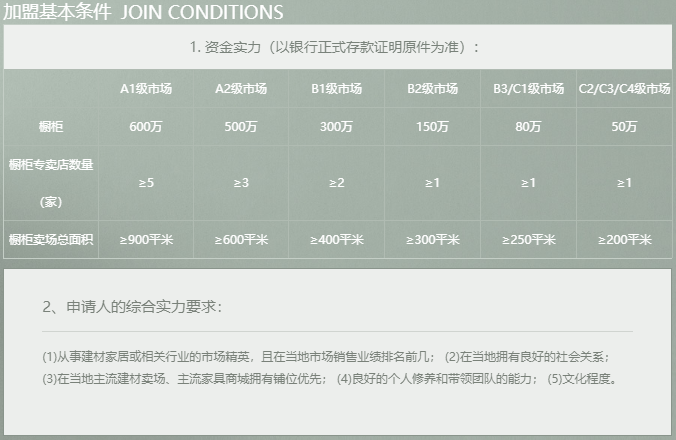 加盟基本条件 JOIN CONDITIONS
1. 资金实力（以银行正式存款证明原件为准）:
A1级市场 A2级市场 B1级市场 B2级市场 B3/C1级市场 C2/C3/C4级市场
橱柜 600万 500万 300万 150万 80万 50万
橱柜专卖店数量
（家） ≥5 ≥3 ≥2 ≥1 ≥1 ≥1
橱柜卖场总面积 ≥900平米 ≥600平米 ≥400平米 ≥300平米 ≥250平米 ≥200平米
2、申请人的综合实力要求：
(1)从事建材家居或相关行业的市场精英，且在当地市场销售业绩排名前几； (2)在当地拥有良好的社会关系；
(3)在当地主流建材卖场、主流家具商城拥有铺位优先； (4)良好的个人修养和带领团队的能力； (5)文化程度。